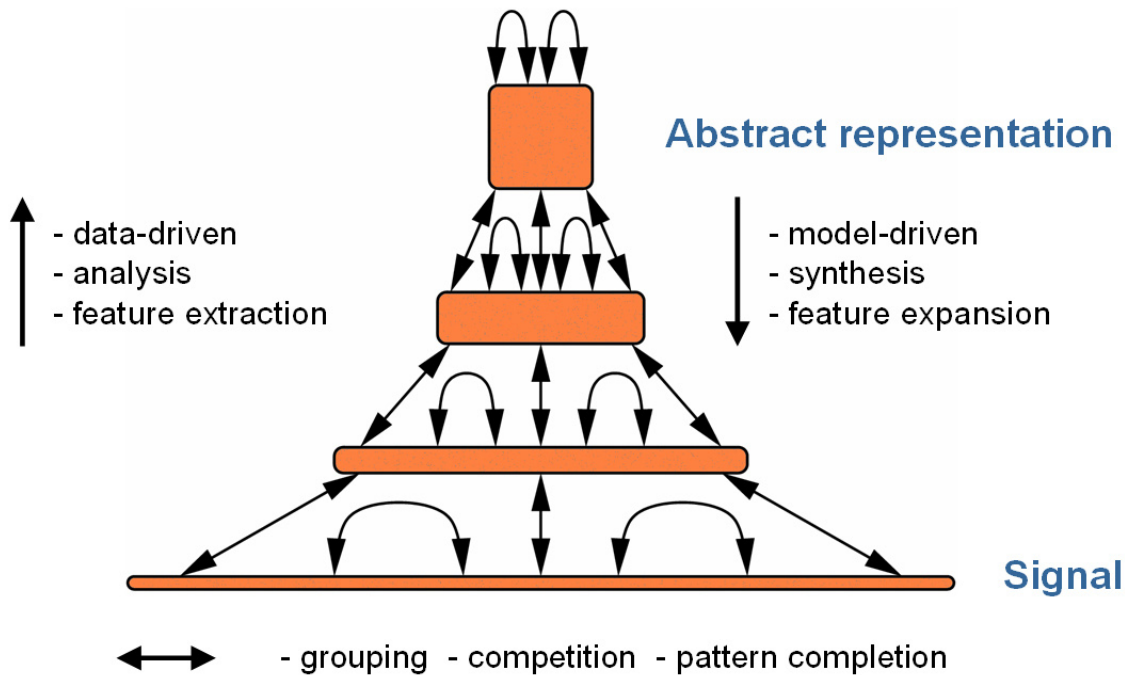 Abstract representation
- data-driven
- analysis
- feature extraction
- model-driven
- synthesis
- feature expansion
Signal
- grouping - competition - pattern completion